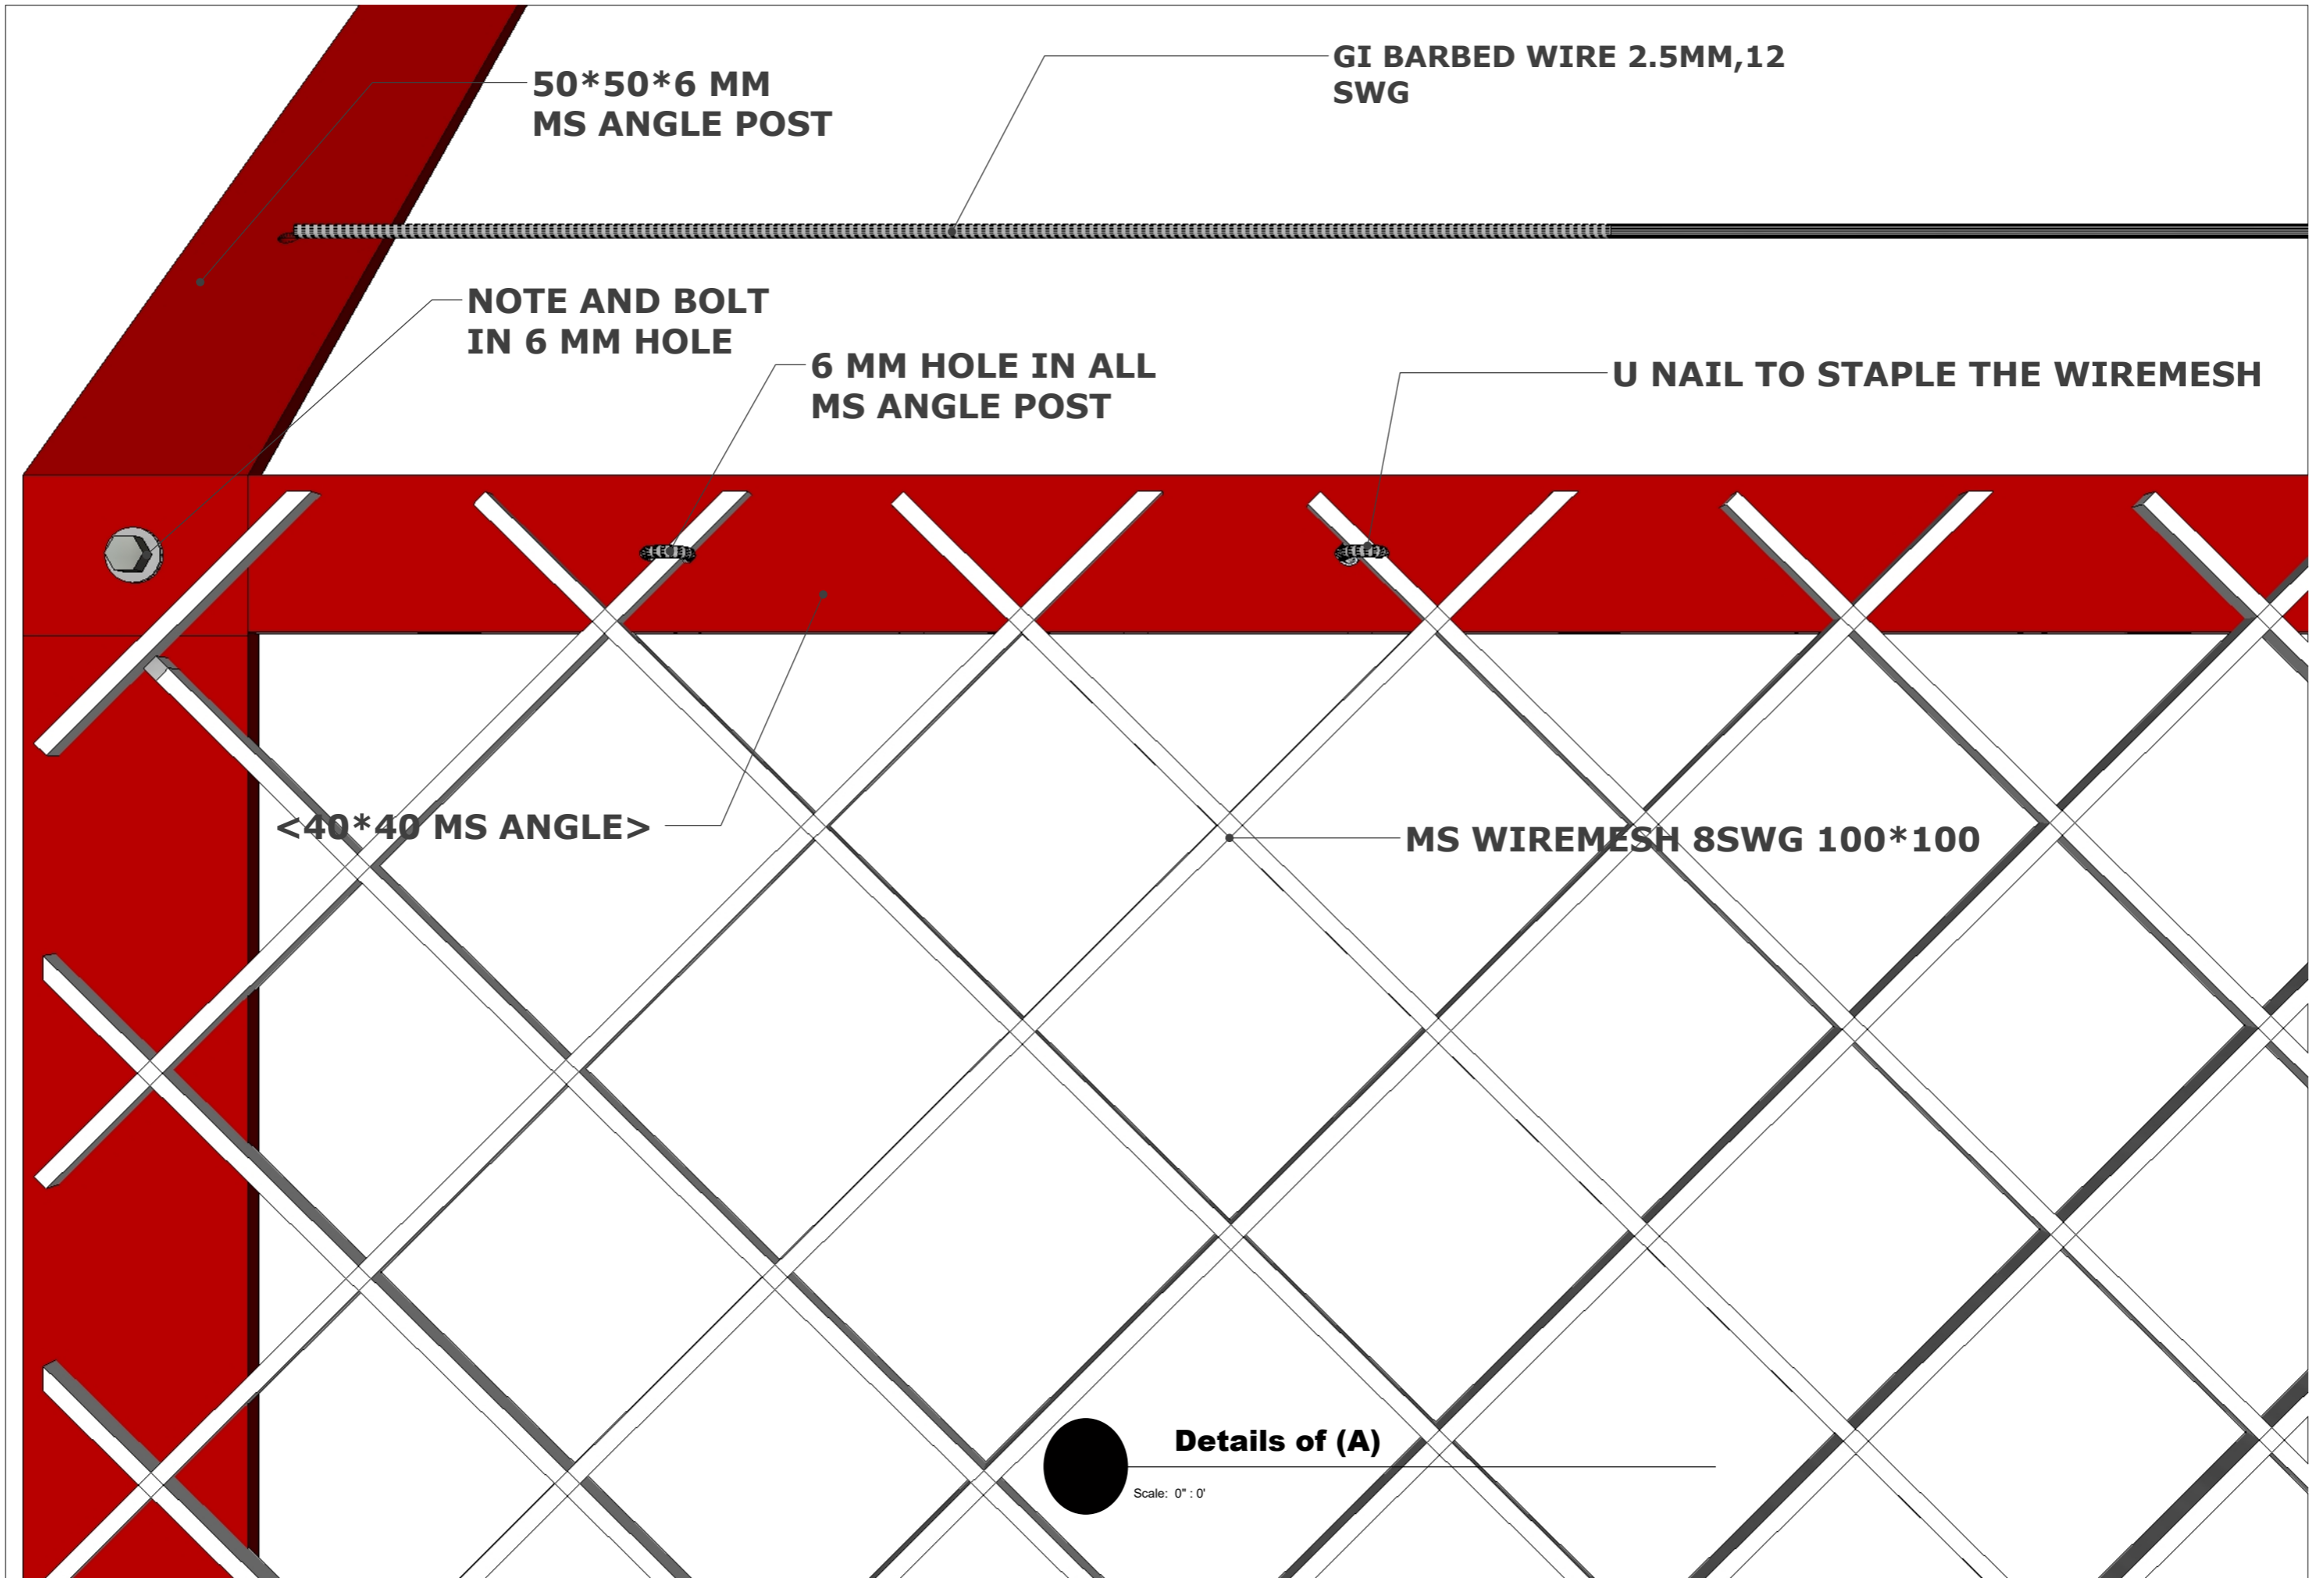 50*50*6 MM
MS ANGLE POST
GI BARBED WIRE 2.5MM,12
SWG
NOTE AND BOLT
IN 6 MM HOLE
6 MM HOLE IN ALL
MS ANGLE POST
U NAIL TO STAPLE THE WIREMESH
<40*40 MS ANGLE>
MS WIREMESH 8SWG 100*100
Details of (A)
Scale: 0" : 0'